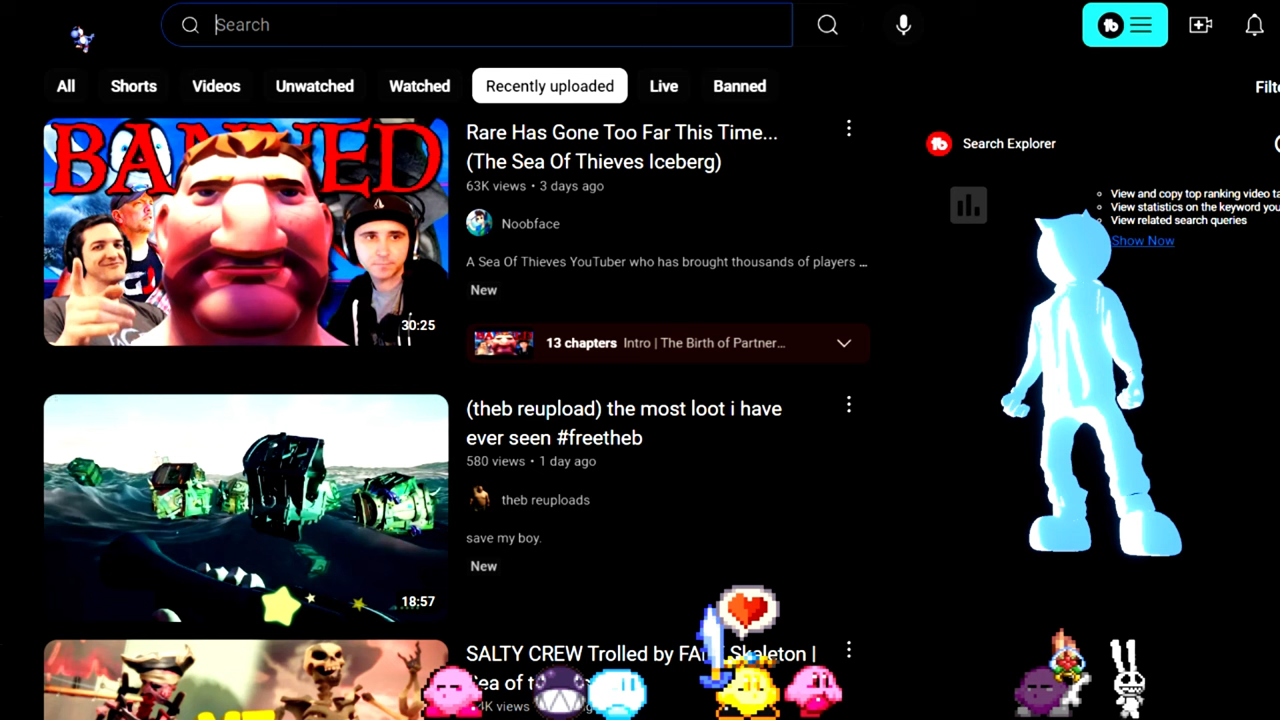 Search
All Shorts Videos Unwatched Watched Recently uploaded Live Banned Filte
BANNED
30:25
Rare Has Gone Too Far This Time...
(The Sea Of Thieves Iceberg)
63K views • 3 days ago
Noobface
A Sea Of Thieves YouTuber who has brought thousands of players ...
New
13 chapters Intro | The Birth of Partner...
Search Explorer
View and copy top ranking video ta
View statistics on the keyword you
View related search queries
Show Now
18:57
(theb reupload) the most loot i have
ever seen #freetheb
580 views • 1 day ago
theb reuploads
save my boy.
New
SALTY CREW Trolled by Skeleton |
4K views